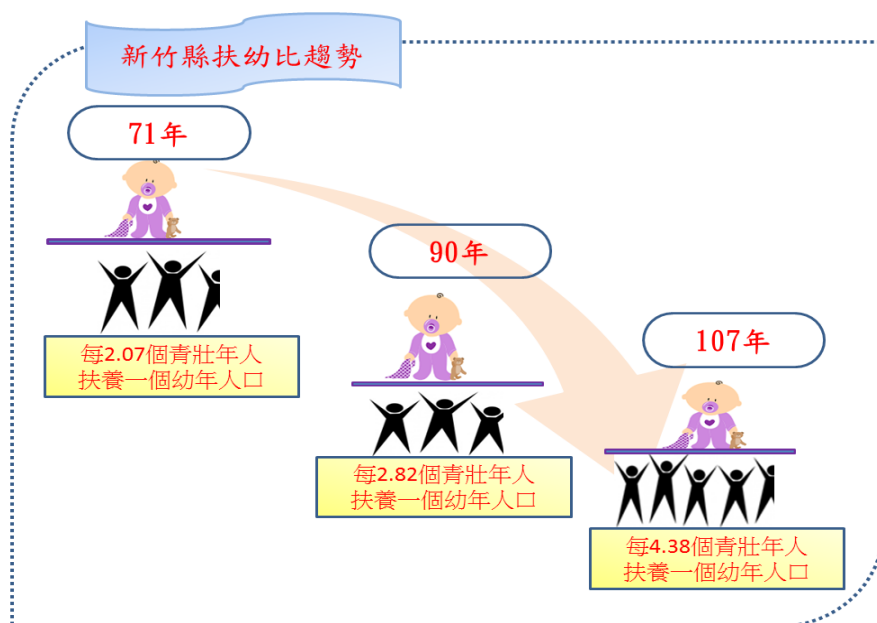 新竹縣扶幼比趨勢
71年
每2.07個青壯年人
扶養一個幼年人口
90年
每2.82個青壯年人
扶養一個幼年人口
107年
每4.38個青壯年人
扶養一個幼年人口